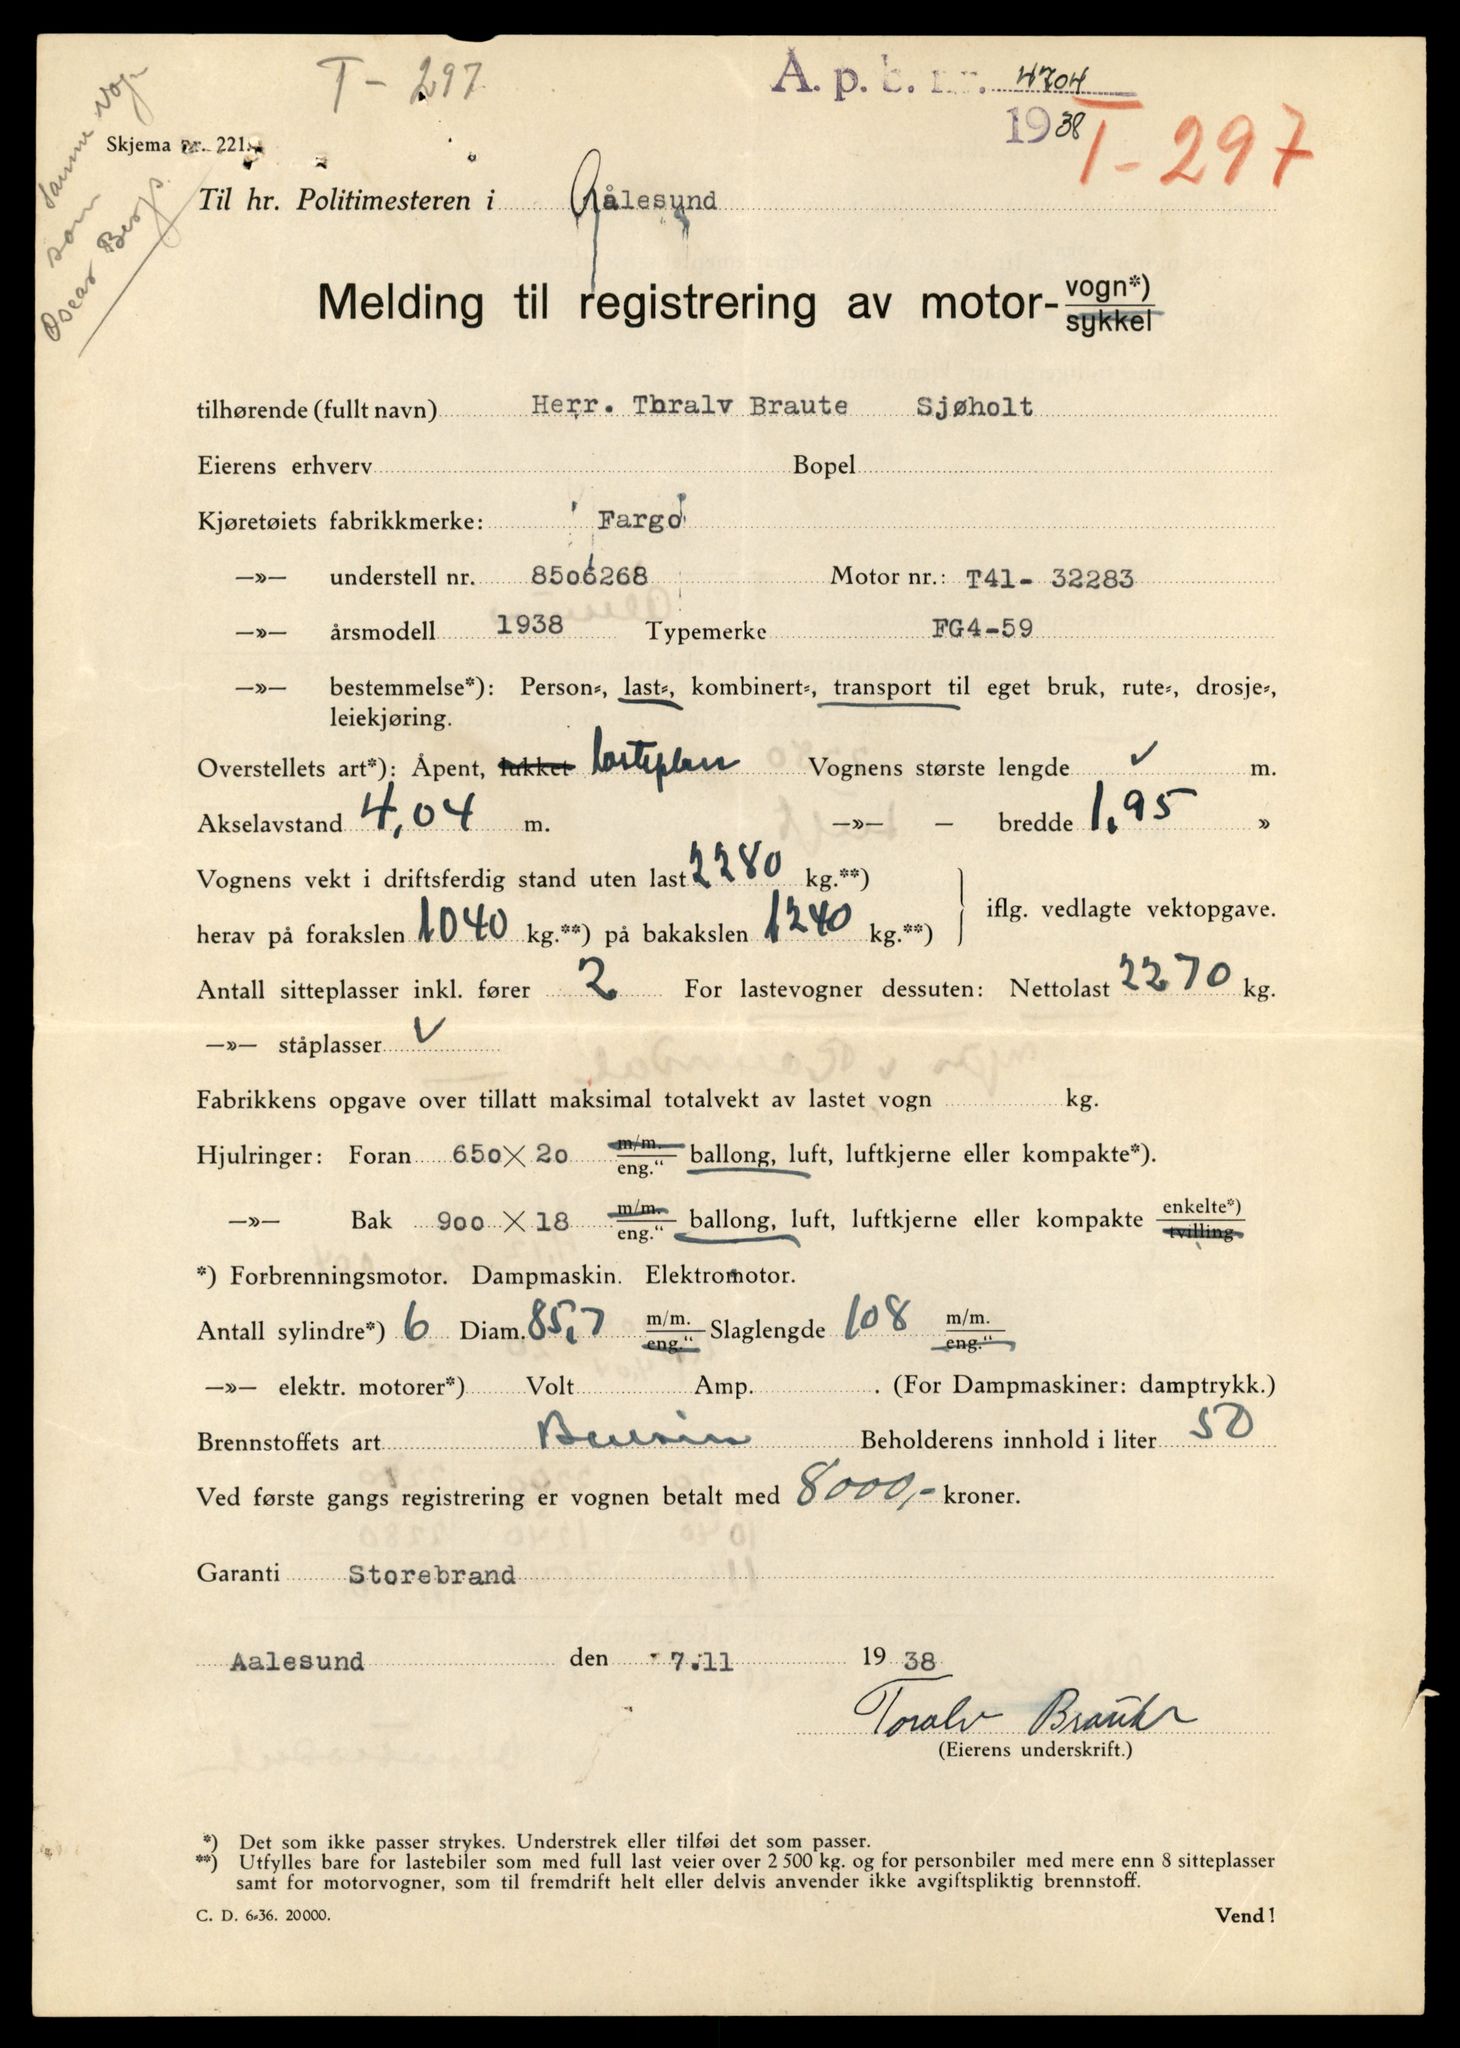 T-297
A. p. b. nr. 4704
1938
T-297
Samme Vogn
som
Oscar Bergs
Skjema nr. 221.
Til hr. Politimesteren i Aålesund
Melding til registrering av motor- vogn*)
sykkel
tilhørende (fullt navn) Herr. Thralv Braute Sjøholt
Eierens erhverv Bopel
Kjøretøiets fabrikkmerke: Fargo
—»— understell nr. 8506268 Motor nr.: T41- 32283
—»— årsmodell 1938 Typemerke FG4-59
—»— bestemmelse*): Person-, last-, kombinert-, transport til eget bruk, rute-, drosje-,
leiekjøring.
Overstellets art*): Åpent, lukket lasteplan Vognens største lengde ✓ m.
Akselavstand 4,04 m. —»— — bredde 1,95 »
Vognens vekt i driftsferdig stand uten last 2280 kg.**)
herav på forakslen 1040 kg.**) på bakakslen 1240 kg.**) iflg. vedlagte vektopgave.
Antall sitteplasser inkl. fører 2 For lastevogner dessuten: Nettolast 2270 kg.
—»— ståplasser ✓
Fabrikkens opgave over tillatt maksimal totalvekt av lastet vogn kg.
Hjulringer: Foran 650 X 20 m/m. eng." ballong, luft, luftkjerne eller kompakte*).
—»— Bak 900 X 18 m/m. eng." ballong, luft, luftkjerne eller kompakte enkelte*) tvilling
*) Forbrenningsmotor. Dampmaskin. Elektromotor.
Antall sylindre*) 6 Diam. 85,7 m/m. eng." Slaglengde 108 m/m. eng."
—»— elektr. motorer*) Volt Amp. . (For Dampmaskiner: damptrykk.)
Brennstoffets art Bensin Beholderens innhold i liter 50
Ved første gangs registrering er vognen betalt med 8000,- kroner.
Garanti Storebrand
Aalesund den 7.11 1938
Toralv Braute
(Eierens underskrift.)
*) Det som ikke passer strykes. Understrek eller tilføi det som passer.
**) Utfylles bare for lastebiler som med full last veier over 2 500 kg. og for personbiler med mere enn 8 sitteplasser
samt for motorvogner, som til fremdrift helt eller delvis anvender ikke avgiftspliktig brennstoff.
C. D. 6-36. 20000. Vend!